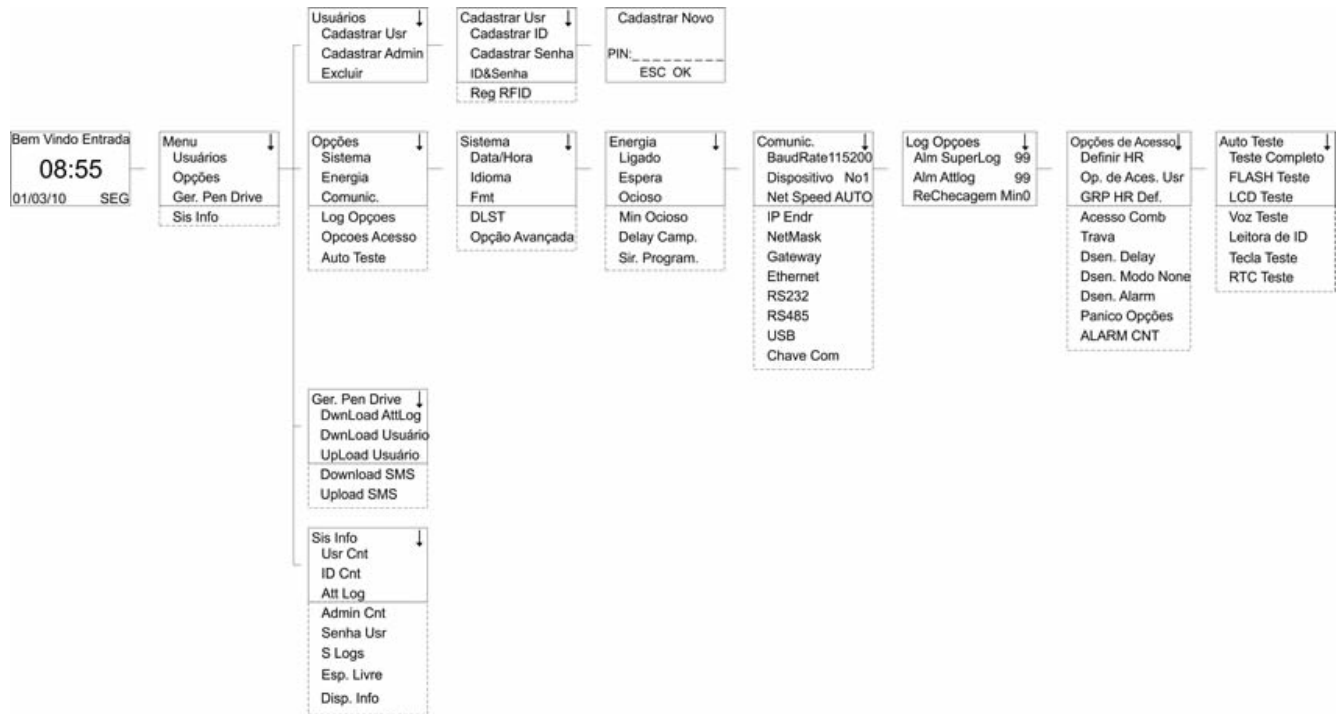 Usuários
Cadastrar Usr
Cadastrar Admin
Excluir
Cadastrar Usr
Cadastrar ID
Cadastrar Senha
ID&Senha
Reg RFID
Cadastrar Novo
PIN:_ _ _ _ _ _ _ _ _
ESC OK
Bem Vindo Entrada
08:55
01/03/10 SEG
Menu
Usuários
Opções
Ger. Pen Drive
Sis Info
Opções
Sistema
Energia
Comunic.
Log Opçoes
Opcoes Acesso
Auto Teste
Sistema
Data/Hora
Idioma
Fmt
DLST
Opção Avançada
Energia
Ligado
Espera
Ocioso
Min Ocioso
Delay Camp.
Sir. Program.
Comunic.
BaudRate115200
Dispositivo No1
Net Speed AUTO
IP Endr
NetMask
Gateway
Ethernet
RS232
RS485
USB
Chave Com
Log Opçoes
Alm SuperLog 99
Alm Attlog 99
ReChecagem Min0
Opções de Acesso
Definir HR
Op. de Aces. Usr
GRP HR Def.
Acesso Comb
Trava
Dsen. Delay
Dsen. Modo None
Dsen. Alarm
Panico Opções
ALARM CNT
Auto Teste
Teste Completo
FLASH Teste
LCD Teste
Voz Teste
Leitora de ID
Tecla Teste
RTC Teste
Ger. Pen Drive
DwnLoad AttLog
DwnLoad Usuário
UpLoad Usuário
Download SMS
Upload SMS
Sis Info
Usr Cnt
ID Cnt
Att Log
Admin Cnt
Senha Usr
S Logs
Esp. Livre
Disp. Info